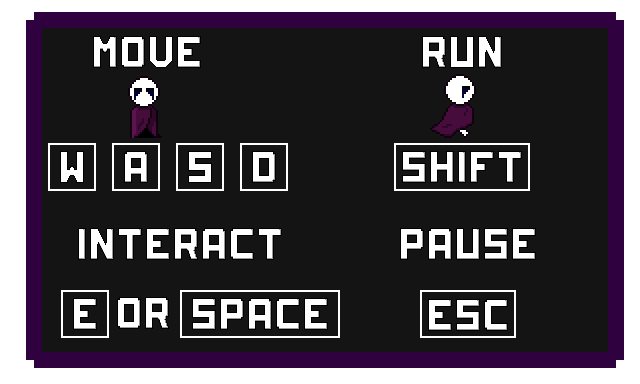 MOVE
RUN
W A S D
SHIFT
INTERACT
PAUSE
E OR SPACE
ESC